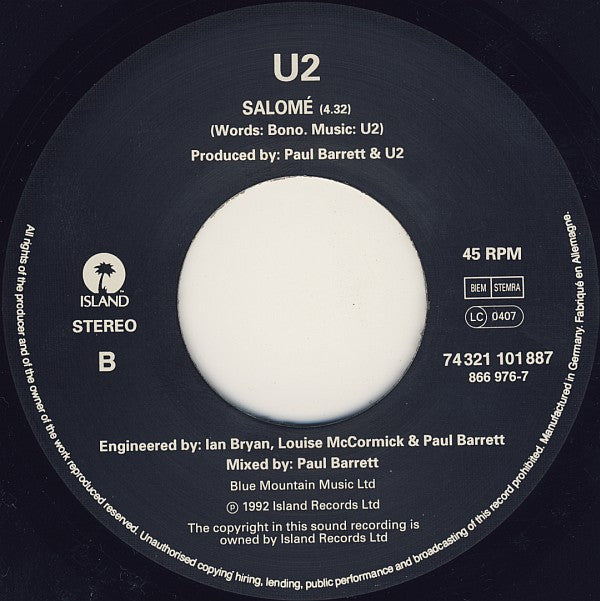 U2
SALOMÉ (4.32)
(Words: Bono. Music: U2)
Produced by: Paul Barrett & U2
ISLAND
STEREO
B
45 RPM
BIEM STEMRA
LC 0407
74321 101887
866 976-7
Engineered by: Ian Bryan, Louise McCormick & Paul Barrett
Mixed by: Paul Barrett
Blue Mountain Music Ltd
℗ 1992 Island Records Ltd
The copyright in this sound recording is
owned by Island Records Ltd
All rights of the producer and of the owner of the work reproduced reserved. Unauthorised copying, hiring, lending, public performance and broadcasting of this record prohibited. Manufactured in Germany. Fabriqué en Allemagne.